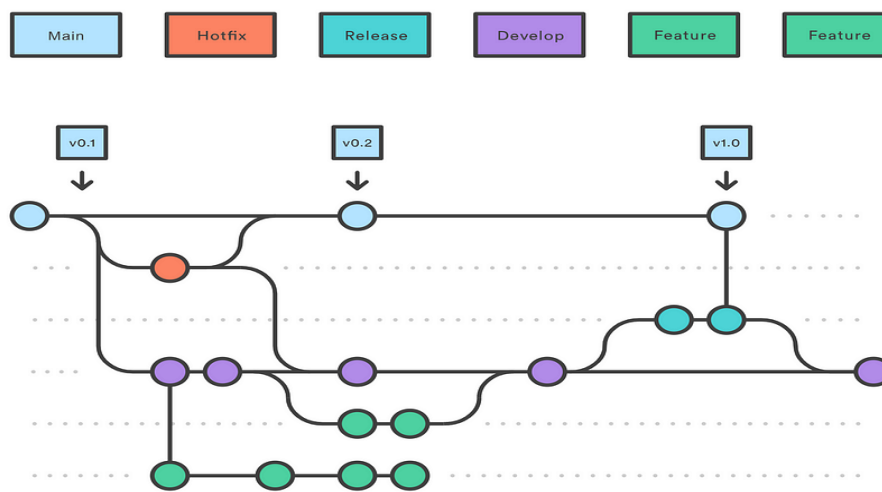 Main
Hotfix
Release
Develop
Feature
Feature
v0.1
v0.2
v1.0